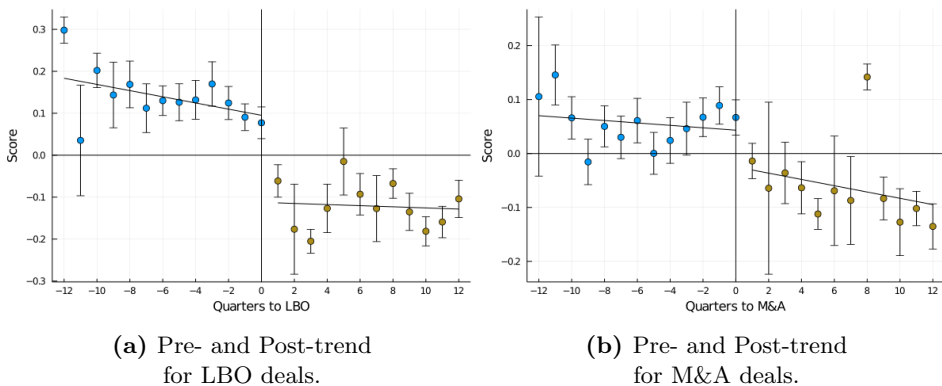 0.3
0.2
0.1
0.0
−0.1
−0.2
−0.3
Score
−12 −10 −8 −6 −4 −2 0 2 4 6 8 10 12
Quarters to LBO
(a) Pre- and Post-trend
for LBO deals.
0.2
0.1
0.0
−0.1
−0.2
Score
−12 −10 −8 −6 −4 −2 0 2 4 6 8 10 12
Quarters to M&A
(b) Pre- and Post-trend
for M&A deals.